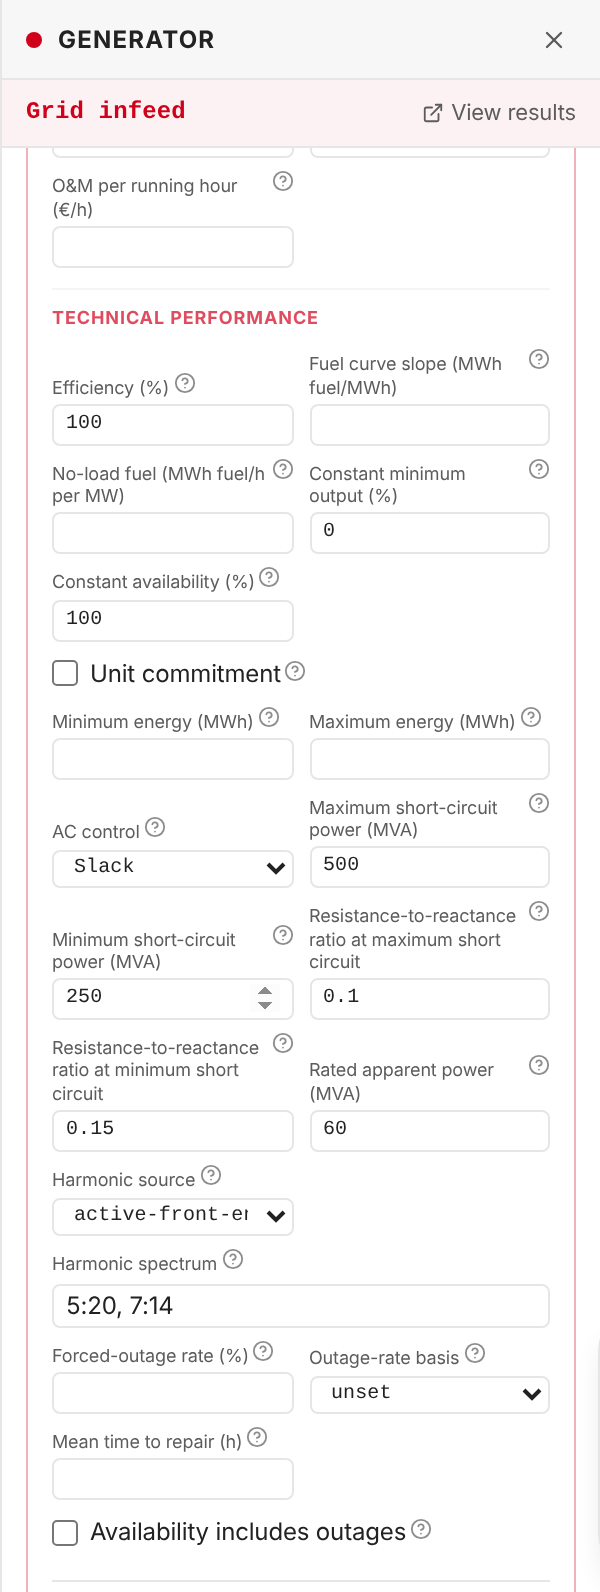 GENERATOR
Grid infeed
View results
O&M per running hour
(€/h)
TECHNICAL PERFORMANCE
Efficiency (%)
Fuel curve slope (MWh
fuel/MWh)
100
No-load fuel (MWh fuel/h
per MW)
Constant minimum
output (%)
0
Constant availability (%)
100
Unit commitment
Minimum energy (MWh)
Maximum energy (MWh)
AC control
Maximum short-circuit
power (MVA)
Slack
500
Minimum short-circuit
power (MVA)
Resistance-to-reactance
ratio at maximum short
circuit
250
0.1
Resistance-to-reactance
ratio at minimum short
circuit
Rated apparent power
(MVA)
0.15
60
Harmonic source
active-front-er
Harmonic spectrum
5:20, 7:14
Forced-outage rate (%)
Outage-rate basis
unset
Mean time to repair (h)
Availability includes outages